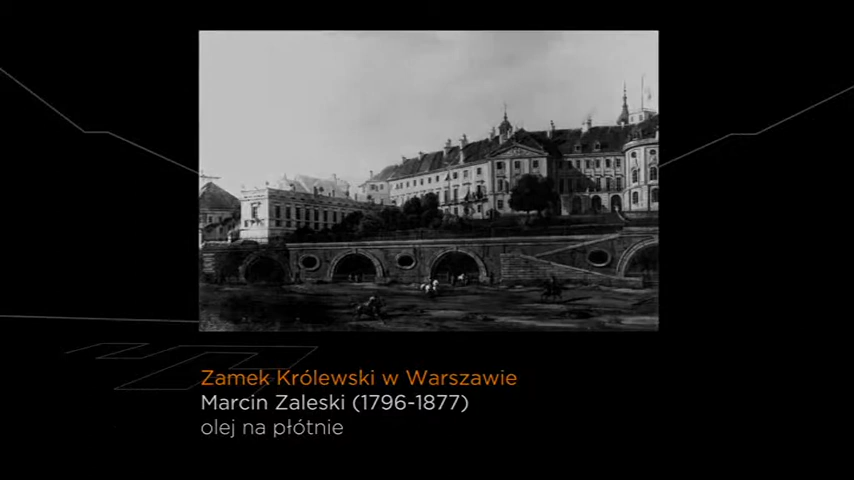 Zamek Królewski w Warszawie
Marcin Zaleski (1796-1877)
olej na płótnie